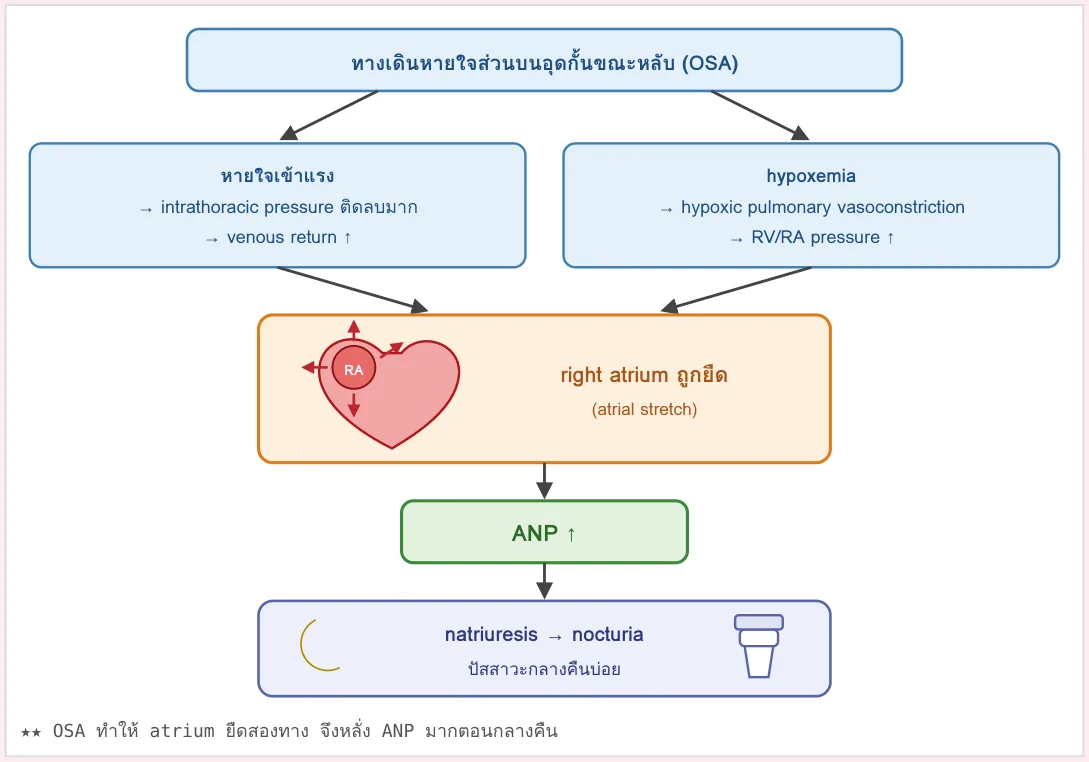 ทางเดินหายใจส่วนบนอุดกั้นขณะหลับ (OSA)
หายใจเข้าแรง
→ intrathoracic pressure ติดลบมาก
→ venous return ↑
hypoxemia
→ hypoxic pulmonary vasoconstriction
→ RV/RA pressure ↑
RA
right atrium ถูกยืด
(atrial stretch)
ANP ↑
natriuresis → nocturia
ปัสสาวะกลางคืนบ่อย
★★ OSA ทำให้ atrium ยืดสองทาง จึงหลั่ง ANP มากตอนกลางคืน